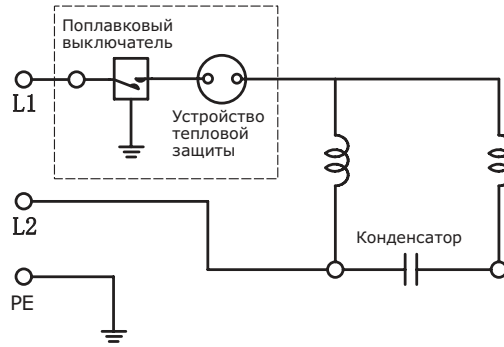 Поплавковый
выключатель
L1
Устройство
тепловой
защиты
L2
Конденсатор
PE